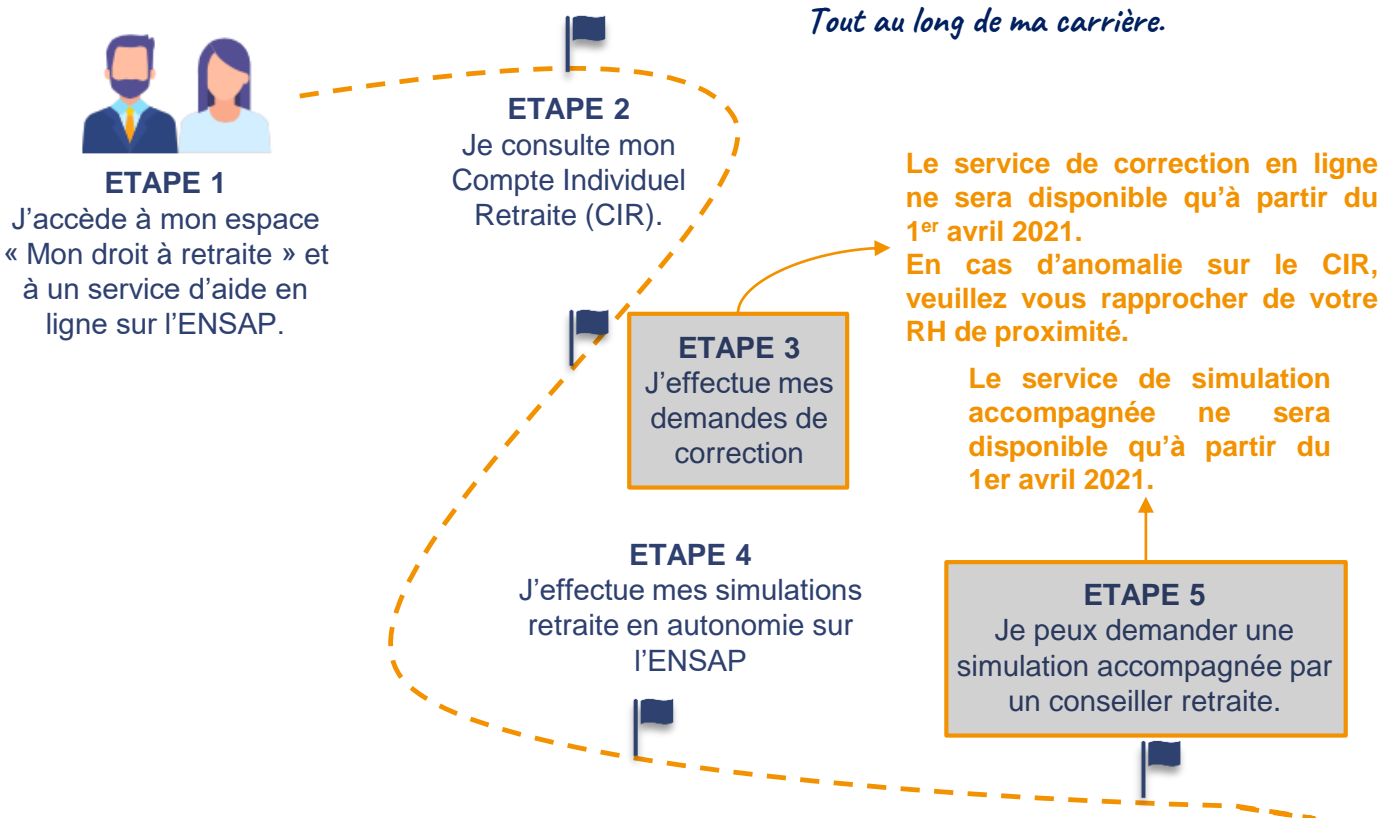 Tout au long de ma carrière.
ETAPE 1
J’accède à mon espace
« Mon droit à retraite » et
à un service d’aide en
ligne sur l’ENSAP.
ETAPE 2
Je consulte mon
Compte Individuel
Retraite (CIR).
ETAPE 3
J’effectue mes
demandes de
correction
Le service de correction en ligne
ne sera disponible qu’à partir du
1er avril 2021.
En cas d’anomalie sur le CIR,
veuillez vous rapprocher de votre
RH de proximité.
ETAPE 4
J’effectue mes simulations
retraite en autonomie sur
l’ENSAP
ETAPE 5
Je peux demander une
simulation accompagnée par
un conseiller retraite.
Le service de simulation
accompagnée ne sera
disponible qu’à partir du
1er avril 2021.